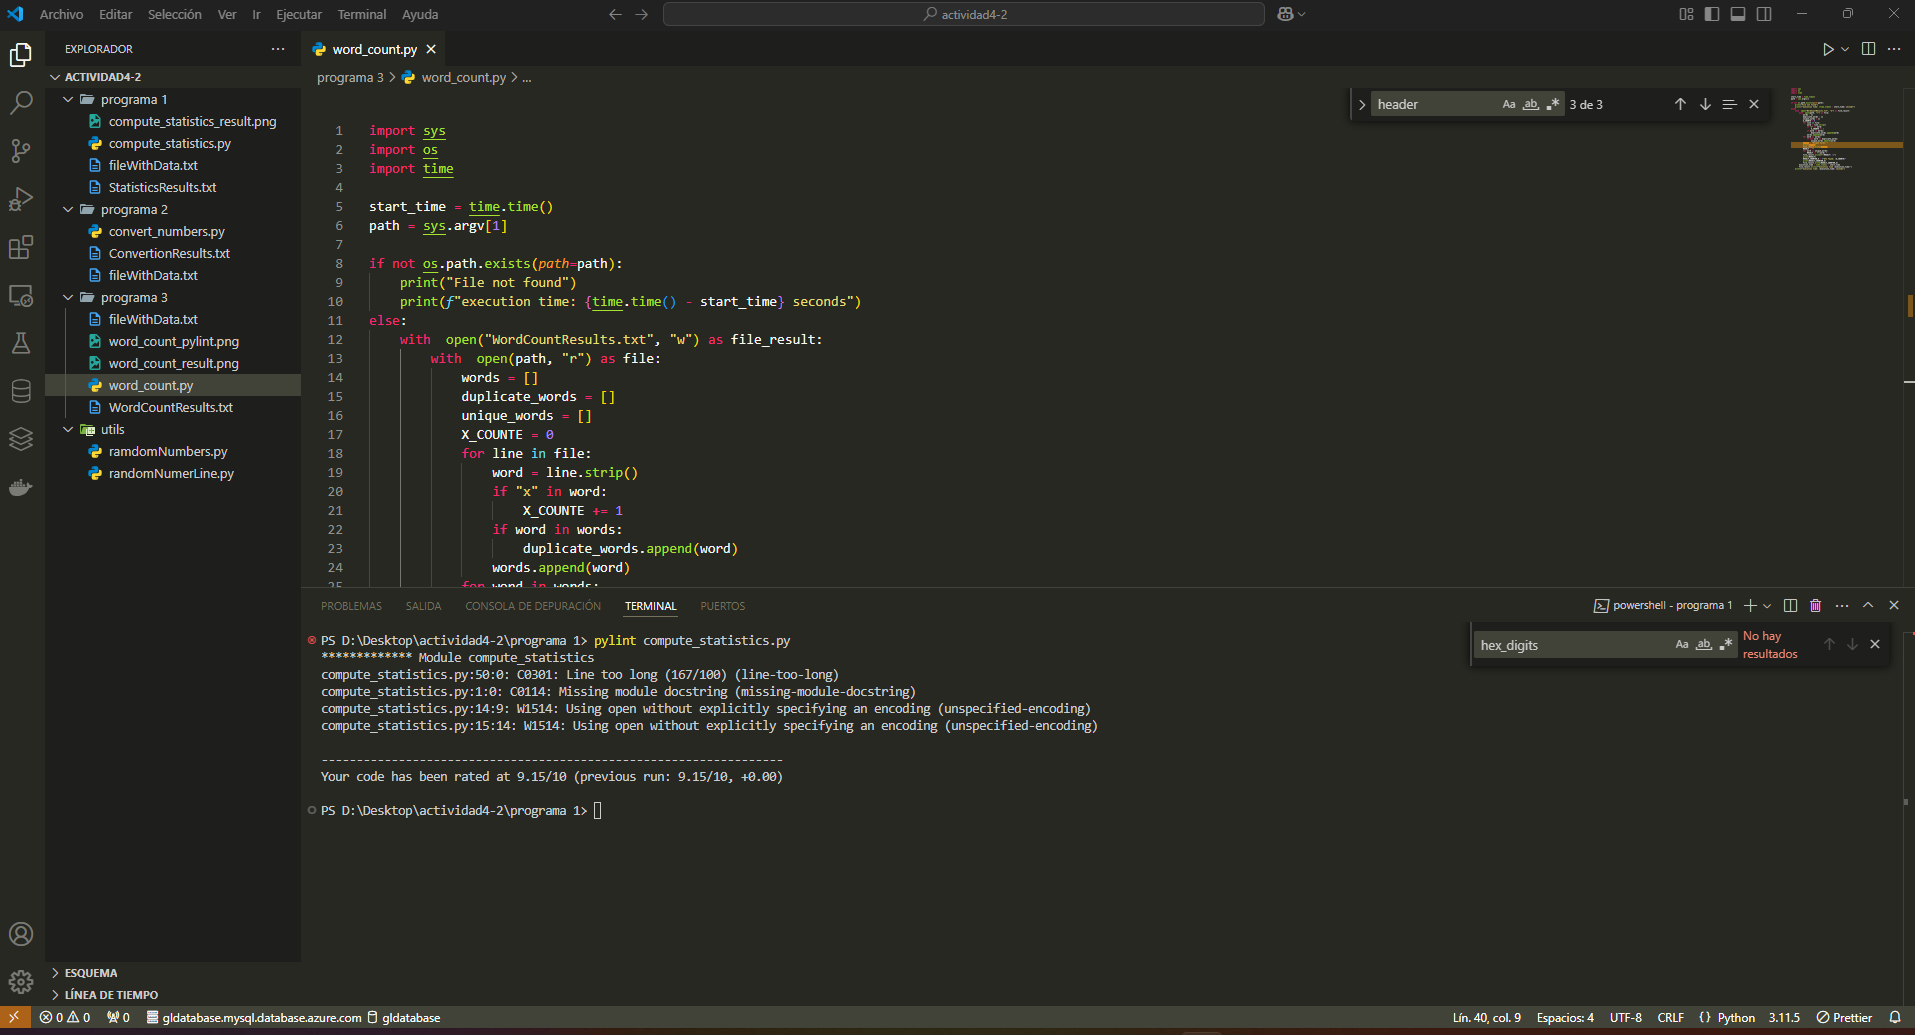 Archivo Editar Selección Ver Ir Ejecutar Terminal Ayuda
actividad4-2
EXPLORADOR
ACTIVIDAD4-2
programa 1
compute_statistics_result.png
compute_statistics.py
fileWithData.txt
StatisticsResults.txt
programa 2
convert_numbers.py
ConvertionResults.txt
fileWithData.txt
programa 3
fileWithData.txt
word_count_pylint.png
word_count_result.png
word_count.py
WordCountResults.txt
utils
ramdomNumbers.py
randomNumerLine.py
ESQUEMA
LÍNEA DE TIEMPO
word_count.py
programa 3 > word_count.py > ...
header Aa ab .* 3 de 3
1 import sys
2 import os
3 import time
4
5 start_time = time.time()
6 path = sys.argv[1]
7
8 if not os.path.exists(path=path):
9 print("File not found")
10 print(f"execution time: {time.time() - start_time} seconds")
11 else:
12 with open("WordCountResults.txt", "w") as file_result:
13 with open(path, "r") as file:
14 words = []
15 duplicate_words = []
16 unique_words = []
17 X_COUNTE = 0
18 for line in file:
19 word = line.strip()
20 if "x" in word:
21 X_COUNTE += 1
22 if word in words:
23 duplicate_words.append(word)
24 words.append(word)
25 for word in words:
PROBLEMAS SALIDA CONSOLA DE DEPURACIÓN TERMINAL PUERTOS
powershell - programa 1
hex_digits Aa ab .* No hay resultados
PS D:\Desktop\actividad4-2\programa 1> pylint compute_statistics.py
************* Module compute_statistics
compute_statistics.py:50:0: C0301: Line too long (167/100) (line-too-long)
compute_statistics.py:1:0: C0114: Missing module docstring (missing-module-docstring)
compute_statistics.py:14:9: W1514: Using open without explicitly specifying an encoding (unspecified-encoding)
compute_statistics.py:15:14: W1514: Using open without explicitly specifying an encoding (unspecified-encoding)
------------------------------------------------------------------
Your code has been rated at 9.15/10 (previous run: 9.15/10, +0.00)
PS D:\Desktop\actividad4-2\programa 1>
0 0 0 gldatabase.mysql.database.azure.com gldatabase
Lín. 40, col. 9 Espacios: 4 UTF-8 CRLF {} Python 3.11.5 Prettier